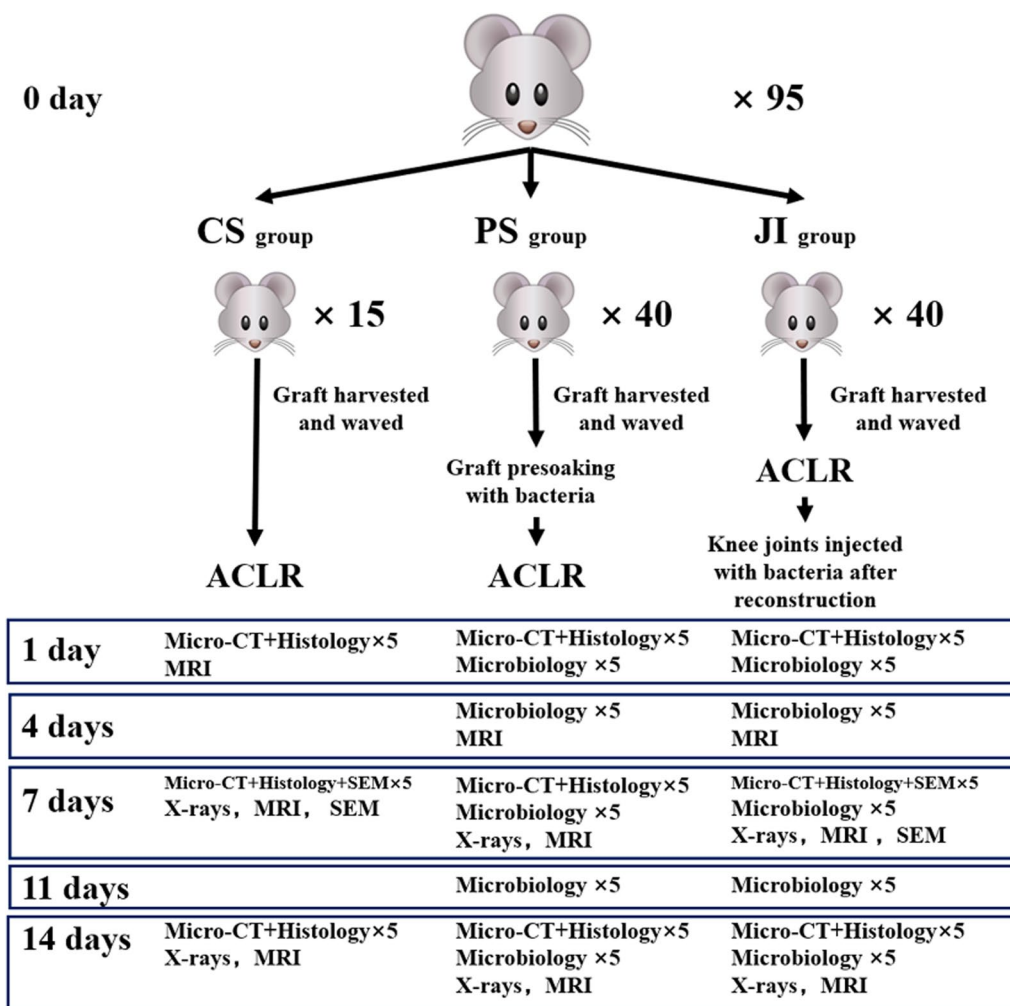 0 day
× 95
CS group
PS group
JI group
× 15
× 40
× 40
Graft harvested
and waved
Graft harvested
and waved
Graft harvested
and waved
Graft presoaking
with bacteria
ACLR
Knee joints injected
with bacteria after
reconstruction
ACLR
ACLR
1 day
Micro-CT+Histology×5
MRI
Micro-CT+Histology×5
Microbiology ×5
Micro-CT+Histology×5
Microbiology ×5
4 days
Microbiology ×5
MRI
Microbiology ×5
MRI
7 days
Micro-CT+Histology+SEM×5
X-rays, MRI, SEM
Micro-CT+Histology×5
Microbiology ×5
X-rays, MRI
Micro-CT+Histology+SEM×5
Microbiology ×5
X-rays, MRI , SEM
11 days
Microbiology ×5
Microbiology ×5
14 days
Micro-CT+Histology×5
X-rays, MRI
Micro-CT+Histology×5
Microbiology ×5
X-rays, MRI
Micro-CT+Histology×5
Microbiology ×5
X-rays, MRI